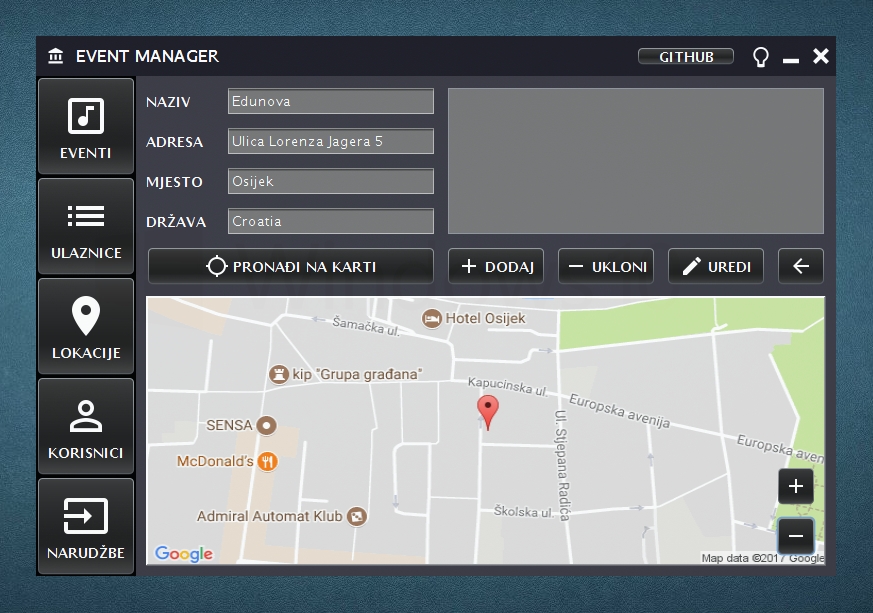 EVENT MANAGER
GITHUB
EVENTI
ULAZNICE
LOKACIJE
KORISNICI
NARUDŽBE
NAZIV Edunova
ADRESA Ulica Lorenza Jagera 5
MJESTO Osijek
DRŽAVA Croatia
PRONAĐI NA KARTI
DODAJ
UKLONI
UREDI
Šamačka ul.
Hotel Osijek
kip "Grupa građana"
Kapucinska ul.
Europska avenija
SENSA
McDonald's
Ul. Stjepana Radića
Europska aven
Admiral Automat Klub
Školska ul.
Google
Map data ©2017 Google